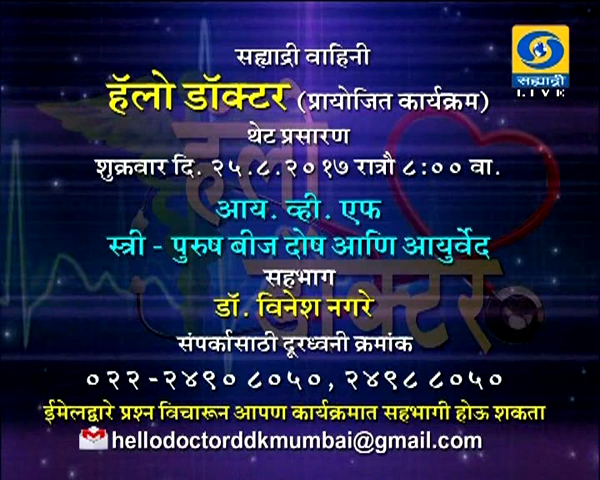 सह्याद्री वाहिनी
हॅलो डॉक्टर (प्रायोजित कार्यक्रम)
थेट प्रसारण
शुक्रवार दि. २५.८.२०१७ रात्रौ ८:०० वा.
आय. व्ही. एफ
स्त्री - पुरुष बीज दोष आणि आयुर्वेद
सहभाग
डॉ. विनेश नगरे
संपर्कासाठी दूरध्वनी क्रमांक
०२२ -२४९० ८०५०, २४९८ ८०५०
ईमेलद्वारे प्रश्न विचारून आपण कार्यक्रमात सहभागी होऊ शकता
hellodoctorddkmumbai@gmail.com
सह्याद्री
LIVE
हॅलो
डॉक्टर